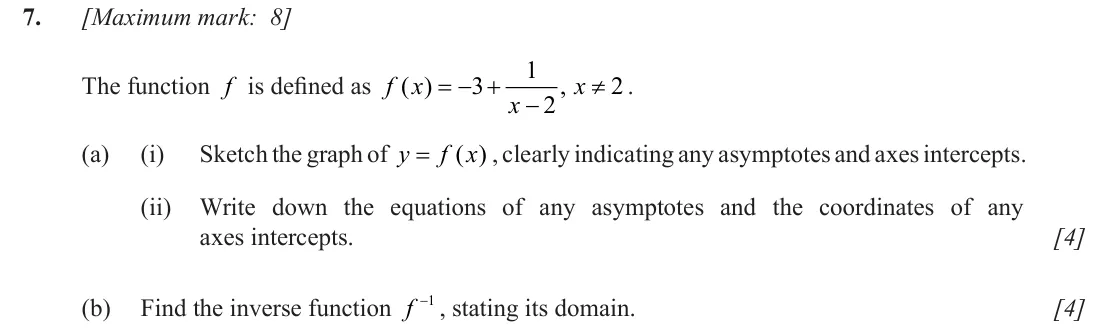 7. [Maximum mark: 8]
The function f is defined as f(x) = −3 + 1/(x − 2), x ≠ 2.
(a) (i) Sketch the graph of y = f(x), clearly indicating any asymptotes and axes intercepts.
(ii) Write down the equations of any asymptotes and the coordinates of any
axes intercepts. [4]
(b) Find the inverse function f⁻¹, stating its domain. [4]